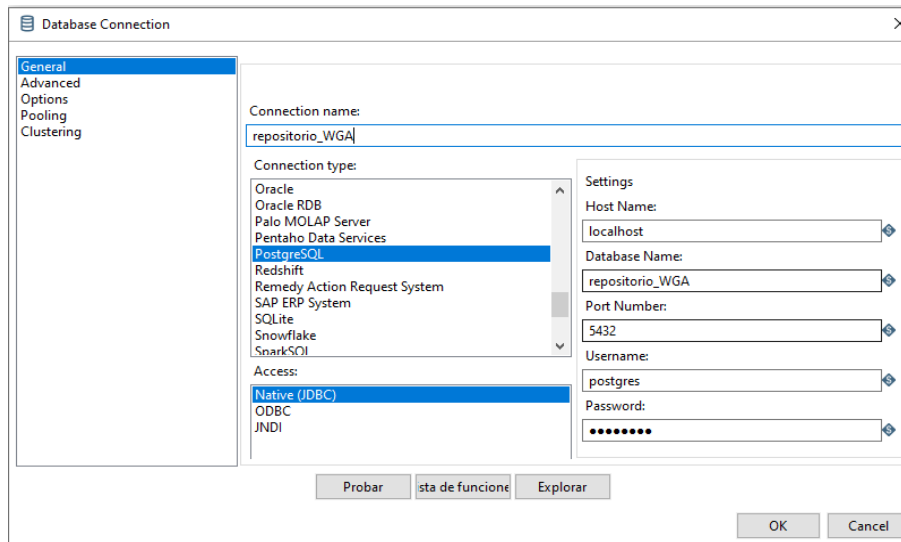 Database Connection
General
Advanced
Options
Pooling
Clustering
Connection name:
repositorio_WGA
Connection type:
Oracle
Oracle RDB
Palo MOLAP Server
Pentaho Data Services
PostgreSQL
Redshift
Remedy Action Request System
SAP ERP System
SQLite
Snowflake
SparkSQL
Access:
Native (JDBC)
ODBC
JNDI
Settings
Host Name:
localhost
Database Name:
repositorio_WGA
Port Number:
5432
Username:
postgres
Password:
●●●●●●●●
Probar
ista de funcione
Explorar
OK
Cancel